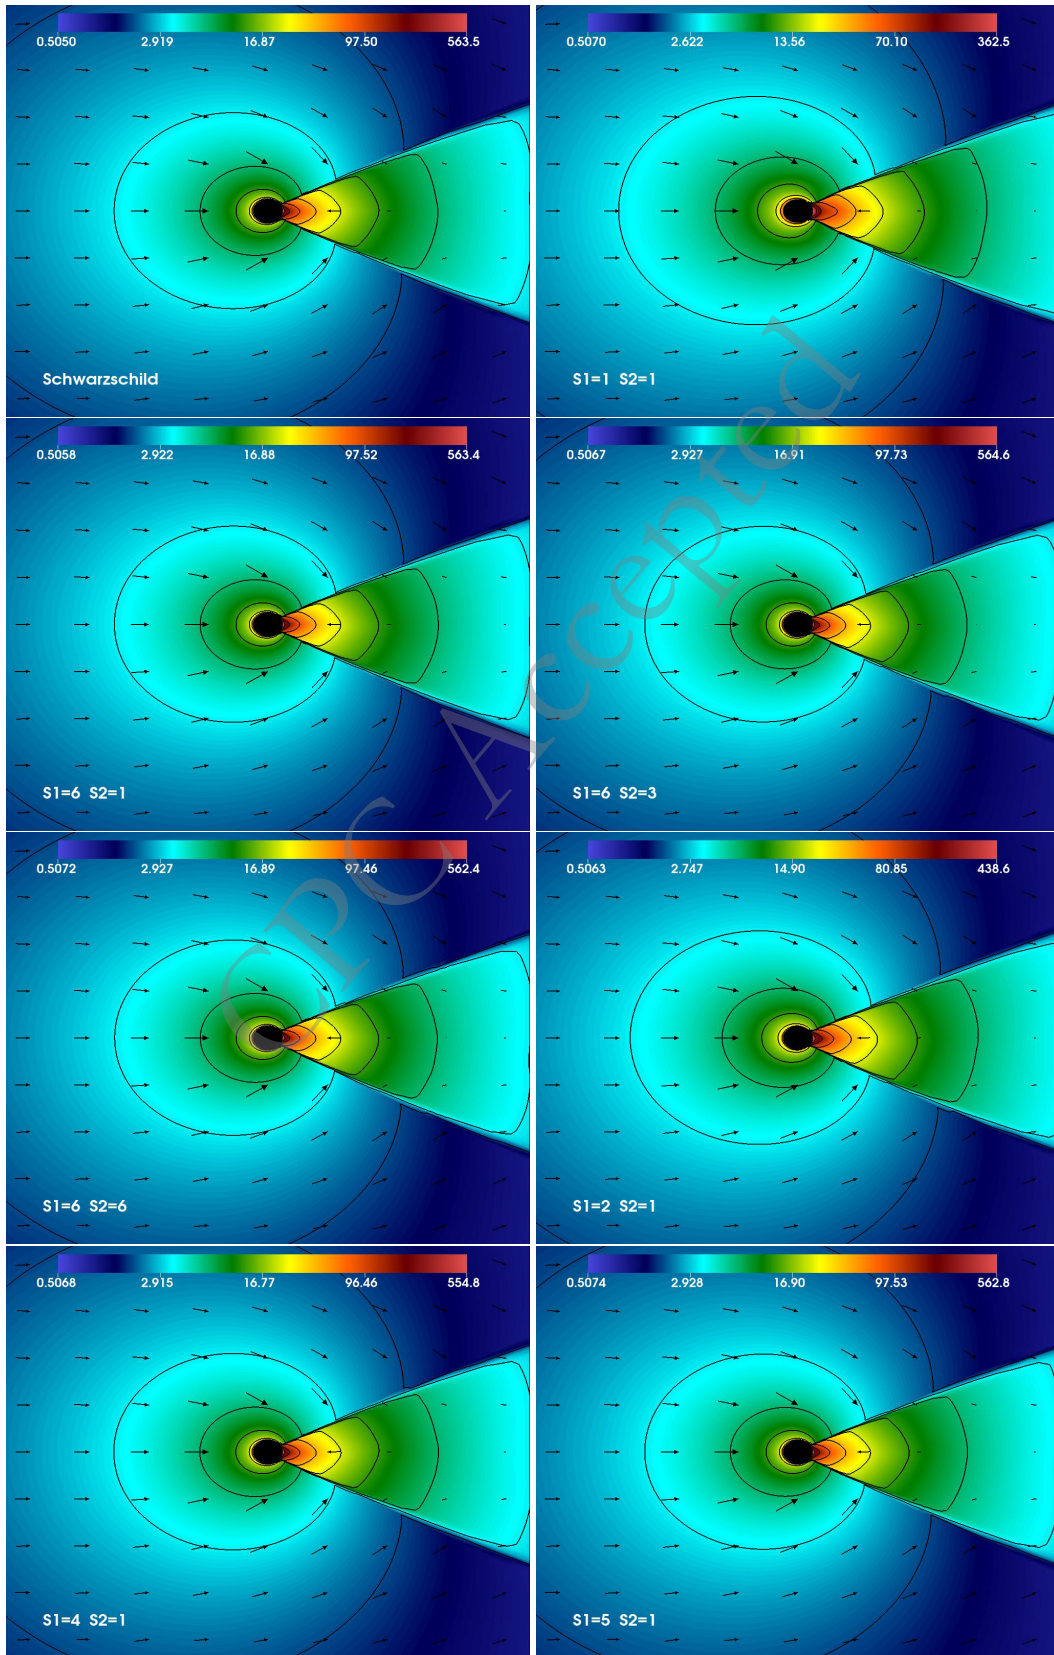 0.5050 2.919 16.87 97.50 563.5
Schwarzschild
0.5070 2.622 13.56 70.10 362.5
S1=1 S2=1
0.5058 2.922 16.88 97.52 563.4
S1=6 S2=1
0.5067 2.927 16.91 97.73 564.6
S1=6 S2=3
0.5072 2.927 16.89 97.46 562.4
S1=6 S2=6
0.5063 2.747 14.90 80.85 438.6
S1=2 S2=1
0.5068 2.915 16.77 96.46 554.8
S1=4 S2=1
0.5074 2.928 16.90 97.53 562.8
S1=5 S2=1
CPC Accepted